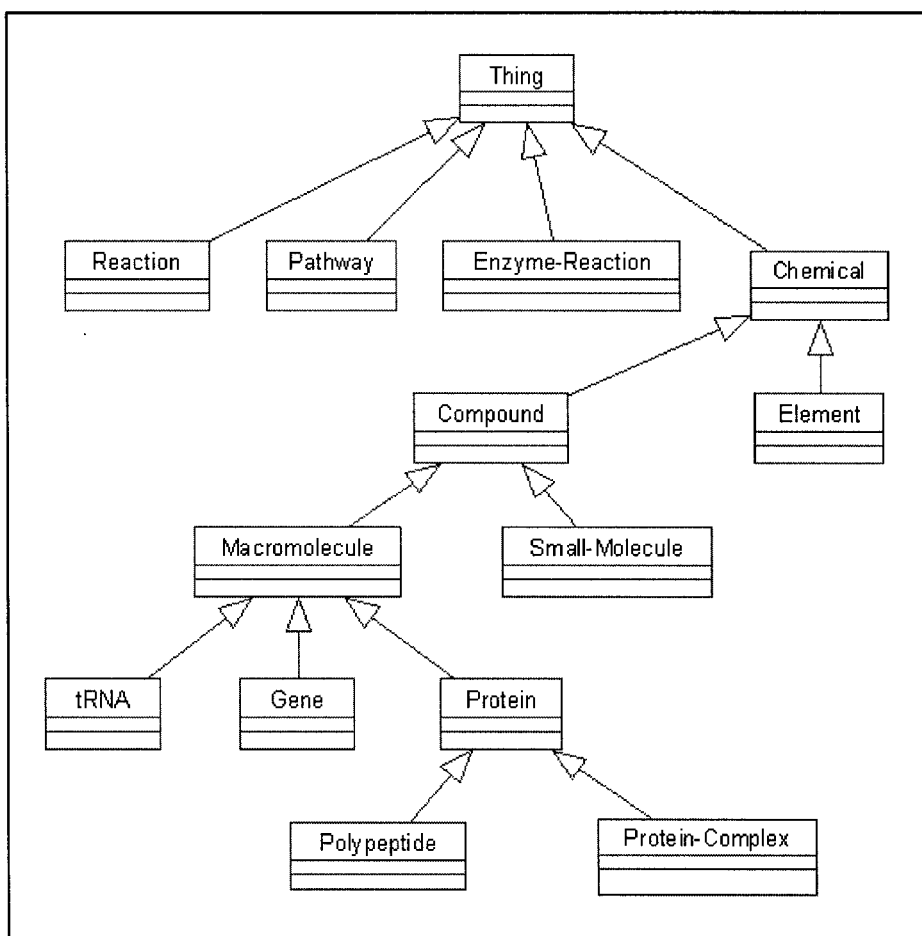 Thing
Reaction
Pathway
Enzyme-Reaction
Chemical
Compound
Element
Macromolecule
Small-Molecule
tRNA
Gene
Protein
Polypeptide
Protein-Complex